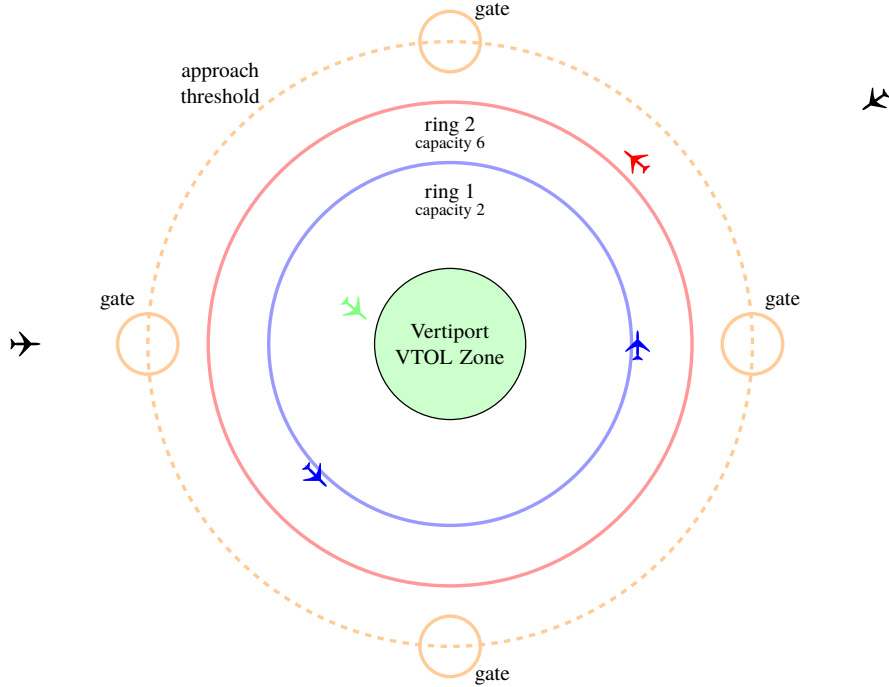 gate
approach
threshold
ring 2
capacity 6
ring 1
capacity 2
gate
gate
Vertiport
VTOL Zone
gate